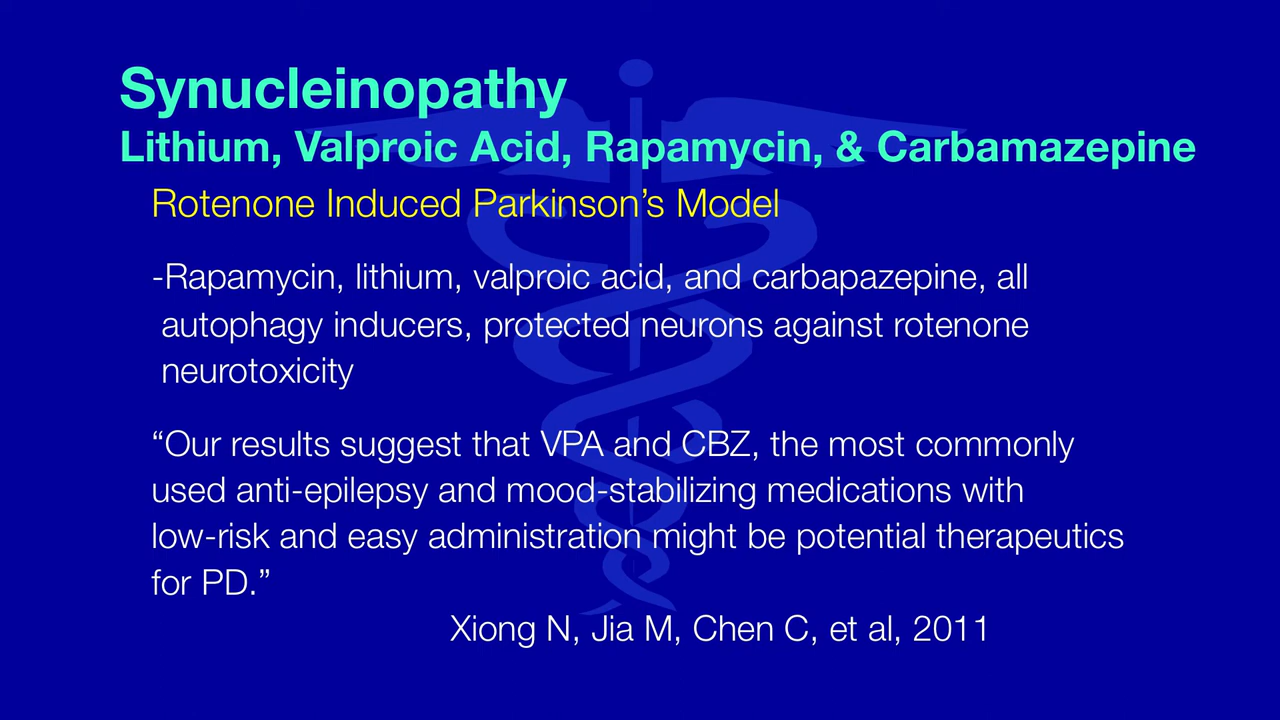 Synucleinopathy
Lithium, Valproic Acid, Rapamycin, & Carbamazepine
Rotenone Induced Parkinson’s Model
-Rapamycin, lithium, valproic acid, and carbapazepine, all
autophagy inducers, protected neurons against rotenone
neurotoxicity
“Our results suggest that VPA and CBZ, the most commonly
used anti-epilepsy and mood-stabilizing medications with
low-risk and easy administration might be potential therapeutics
for PD.”
Xiong N, Jia M, Chen C, et al, 2011